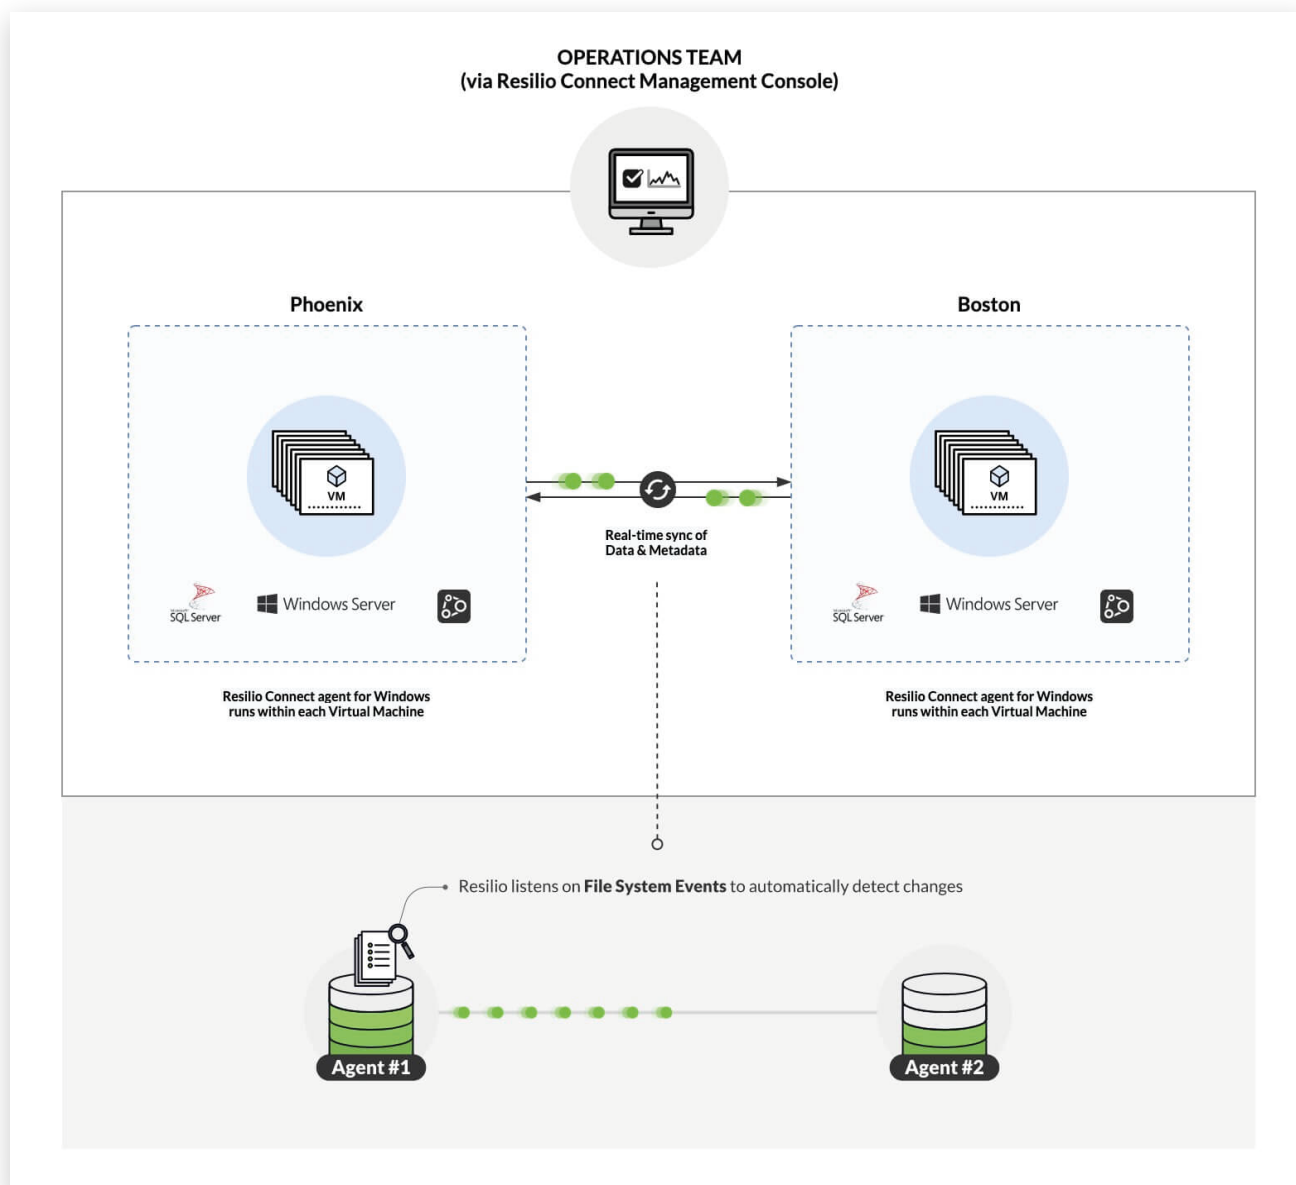 OPERATIONS TEAM
(via Resilio Connect Management Console)
Phoenix
Boston
VM
VM
Real-time sync of
Data & Metadata
SQL Server
Windows Server
SQL Server
Windows Server
Resilio Connect agent for Windows
runs within each Virtual Machine
Resilio Connect agent for Windows
runs within each Virtual Machine
Resilio listens on File System Events to automatically detect changes
Agent #1
Agent #2